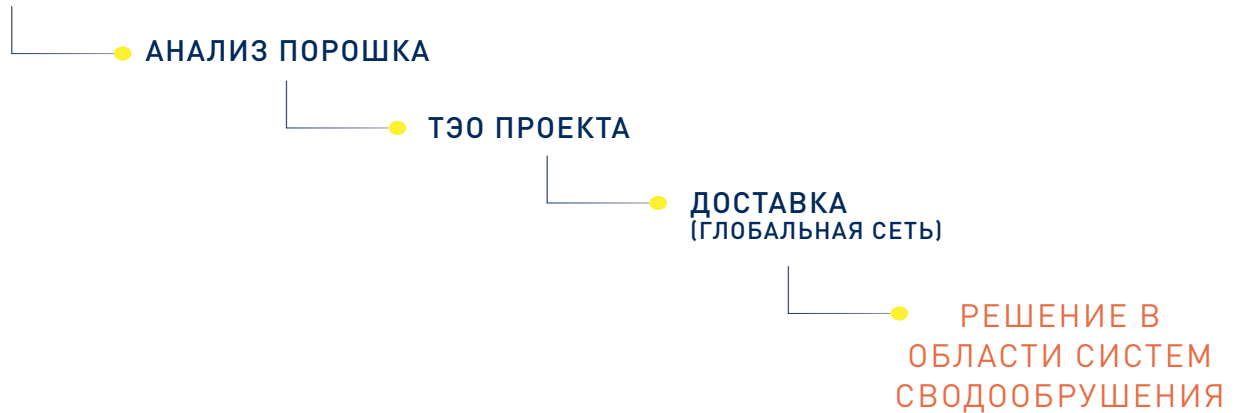 АНАЛИЗ ПОРОШКА
ТЭО ПРОЕКТА
ДОСТАВКА
(ГЛОБАЛЬНАЯ СЕТЬ)
РЕШЕНИЕ В
ОБЛАСТИ СИСТЕМ
СВОДООБРУШЕНИЯ